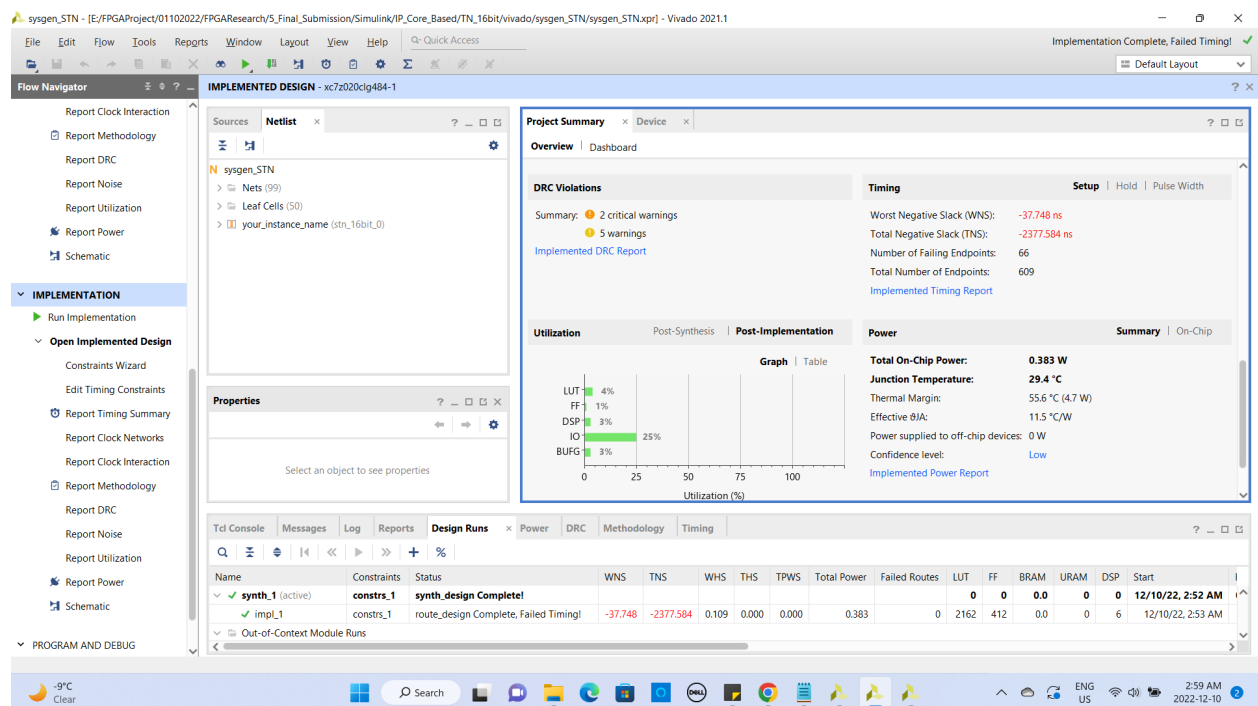 sysgen_STN - [E:/FPGAProject/01102022/FPGAResearch/5_Final_Submission/Simulink/IP_Core_Based/TN_16bit/vivado/sysgen_STN/sysgen_STN.xpr] - Vivado 2021.1
File Edit Flow Tools Reports Window Layout View Help Q- Quick Access Implementation Complete, Failed Timing!
Default Layout
Flow Navigator
IMPLEMENTED DESIGN - xc7z020clg484-1
Report Clock Interaction
Report Methodology
Report DRC
Report Noise
Report Utilization
Report Power
Schematic
IMPLEMENTATION
Run Implementation
Open Implemented Design
Constraints Wizard
Edit Timing Constraints
Report Timing Summary
Report Clock Networks
Report Clock Interaction
Report Methodology
Report DRC
Report Noise
Report Utilization
Report Power
Schematic
PROGRAM AND DEBUG
Sources Netlist
N sysgen_STN
Nets (99)
Leaf Cells (50)
your_instance_name (stn_16bit_0)
Properties
Select an object to see properties
Project Summary Device
Overview Dashboard
DRC Violations
Summary: 2 critical warnings
5 warnings
Implemented DRC Report
Timing Setup | Hold | Pulse Width
Worst Negative Slack (WNS): -37.748 ns
Total Negative Slack (TNS): -2377.584 ns
Number of Failing Endpoints: 66
Total Number of Endpoints: 609
Implemented Timing Report
Utilization Post-Synthesis | Post-Implementation
Graph | Table
LUT 4%
FF 1%
DSP 3%
IO 25%
BUFG 3%
0 25 50 75 100
Utilization (%)
Power Summary | On-Chip
Total On-Chip Power: 0.383 W
Junction Temperature: 29.4 °C
Thermal Margin: 55.6 °C (4.7 W)
Effective ϑJA: 11.5 °C/W
Power supplied to off-chip devices: 0 W
Confidence level: Low
Implemented Power Report
Tcl Console Messages Log Reports Design Runs Power DRC Methodology Timing
Name Constraints Status WNS TNS WHS THS TPWS Total Power Failed Routes LUT FF BRAM URAM DSP Start
synth_1 (active) constrs_1 synth_design Complete! 0 0 0.0 0 0 12/10/22, 2:52 AM
impl_1 constrs_1 route_design Complete, Failed Timing! -37.748 -2377.584 0.109 0.000 0.000 0.383 0 2162 412 0.0 0 6 12/10/22, 2:53 AM
Out-of-Context Module Runs
-9°C
Clear
Search
DELL
ENG
US
2:59 AM
2022-12-10
2